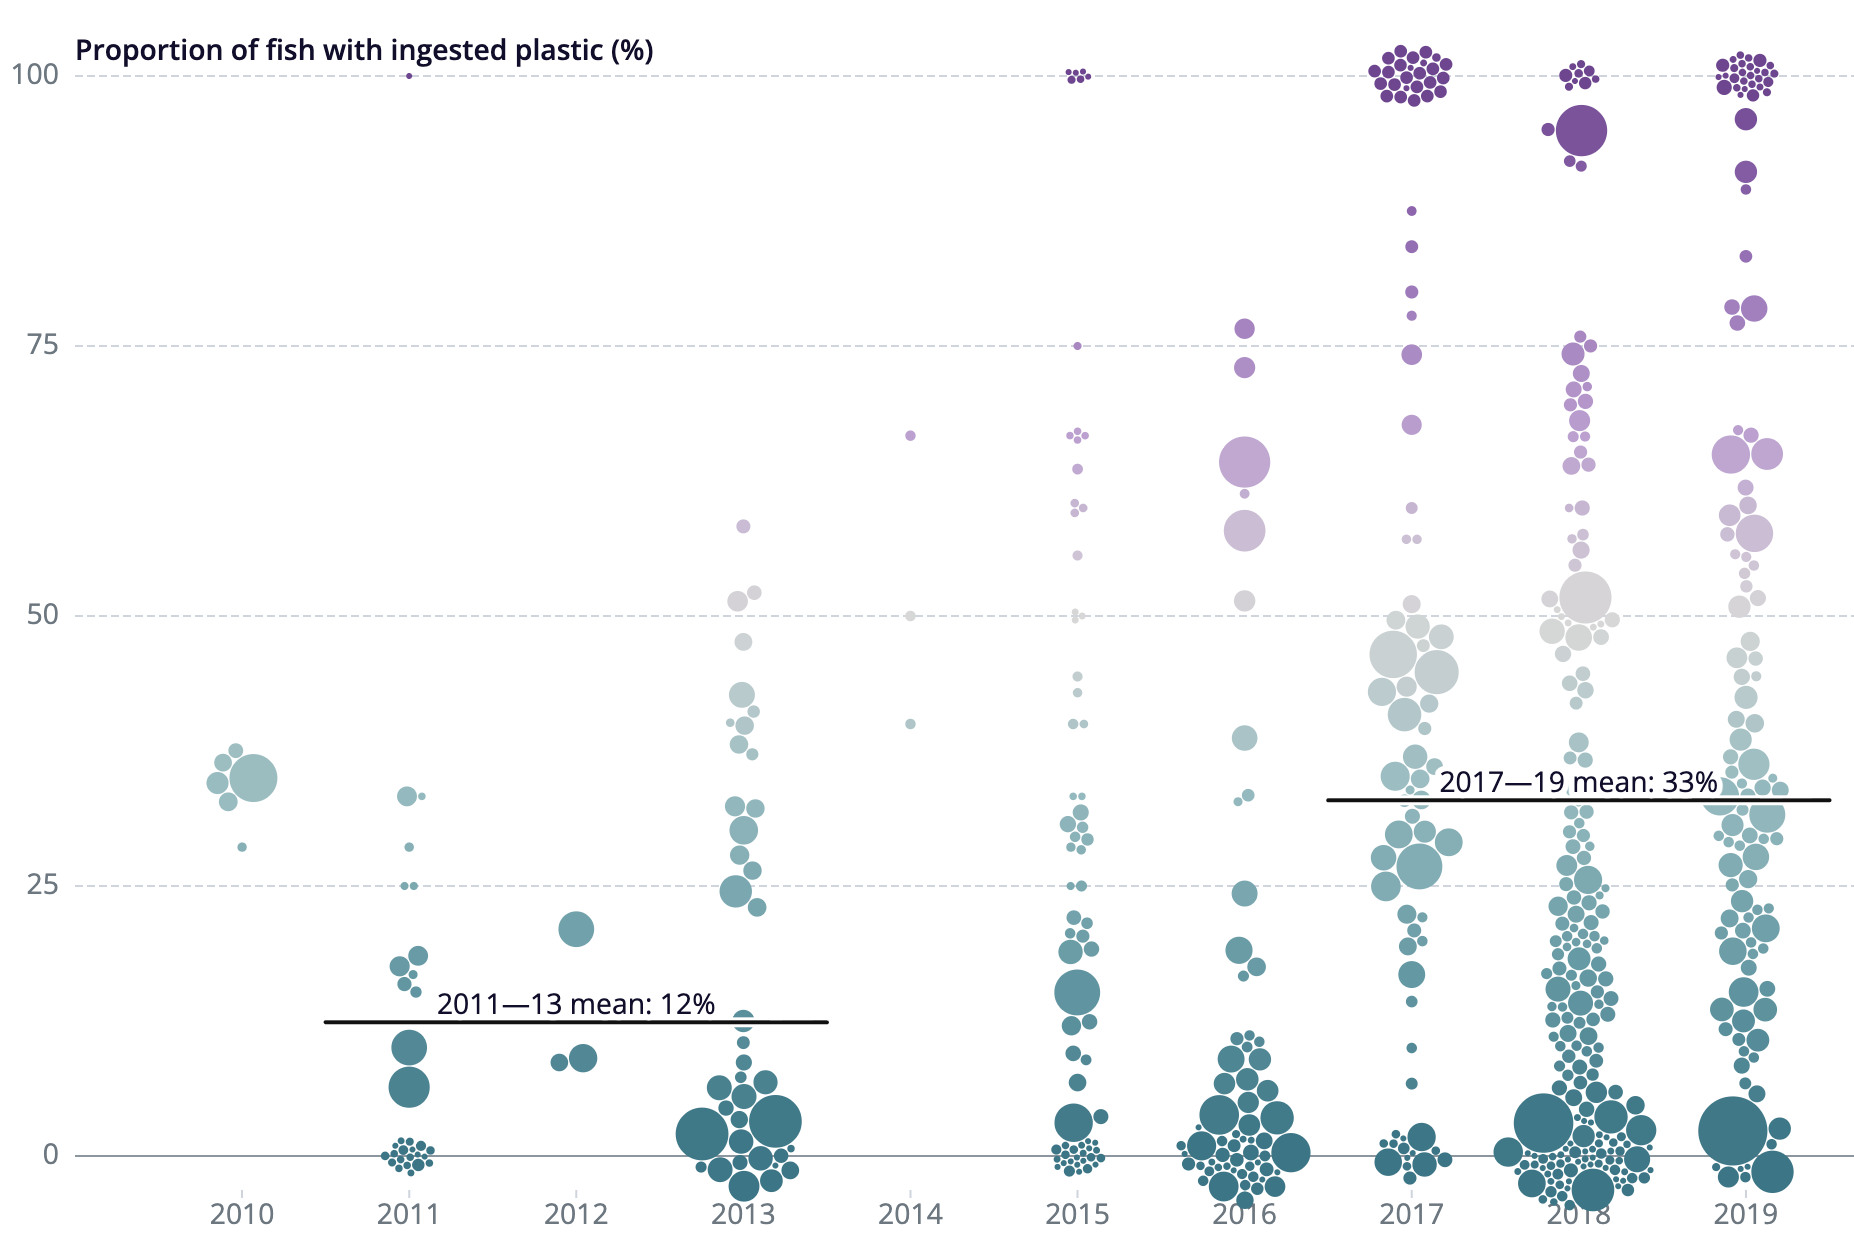 Proportion of fish with ingested plastic (%)
100
75
50
2017—19 mean: 33%
25
2011—13 mean: 12%
0
2010 2011 2012 2013 2014 2015 2016 2017 2018 2019